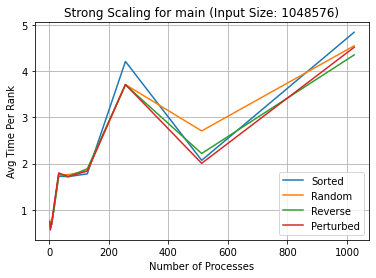 Strong Scaling for main (Input Size: 1048576)
5
4
3
2
1
Avg Time Per Rank
0
200
400
600
800
1000
Number of Processes
Sorted
Random
Reverse
Perturbed